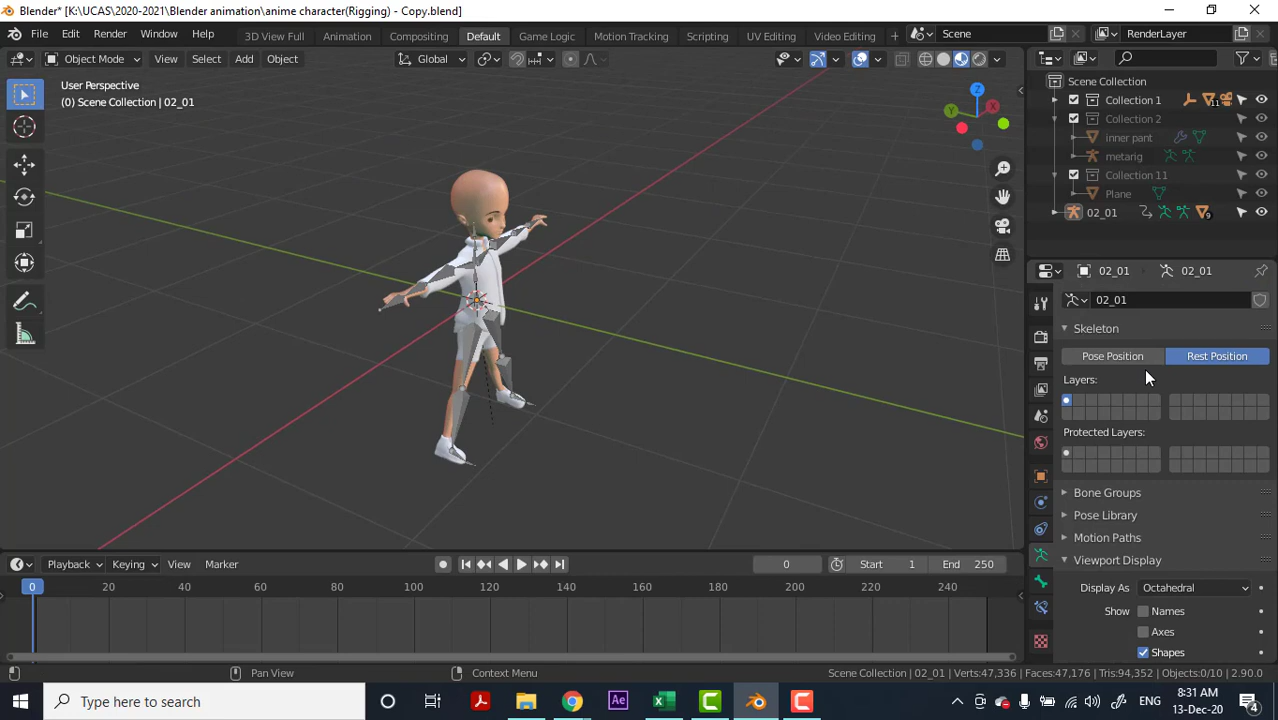 Blender* [K:\UCAS\2020-2021\Blender animation\anime character(Rigging) - Copy.blend]
File Edit Render Window Help 3D View Full Animation Compositing Default Game Logic Motion Tracking Scripting UV Editing Video Editing + Scene RenderLayer
Object Mode View Select Add Object Global
User Perspective
(0) Scene Collection | 02_01
Z
X
Y
Scene Collection
Collection 1 11
Collection 2
inner pant
metarig
Collection 11
Plane
02_01 9
02_01 02_01
02_01
Skeleton
Pose Position Rest Position
Layers:
Protected Layers:
Bone Groups
Pose Library
Motion Paths
Viewport Display
Display As Octahedral
Show Names
Axes
Shapes
Playback Keying View Marker 0 Start 1 End 250
0 20 40 60 80 100 120 140 160 180 200 220 240
Pan View Context Menu Scene Collection | 02_01 | Verts:47,336 | Faces:47,176 | Tris:94,352 | Objects:0/10 | 2.90.0
Type here to search Ae ENG 8:31 AM
13-Dec-20 4